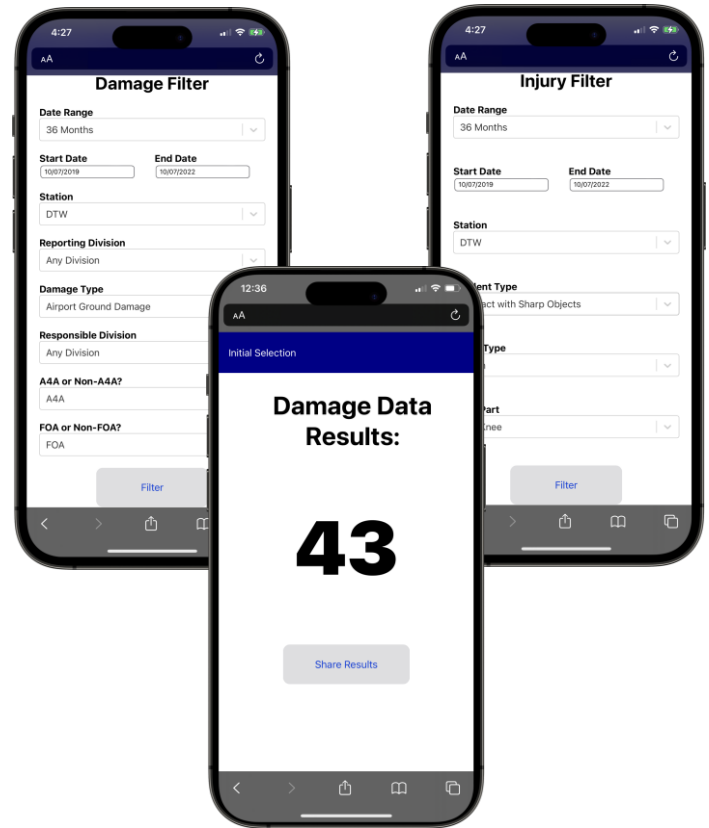 4:27
AA
Damage Filter
Date Range
36 Months
Start Date
End Date
10/07/2019
10/07/2022
Station
DTW
Reporting Division
Any Division
Damage Type
Airport Ground Damage
Responsible Division
Any Division
A4A or Non-A4A?
A4A
FOA or Non-FOA?
FOA
Filter
4:27
AA
Injury Filter
Date Range
36 Months
Start Date
End Date
10/07/2019
10/07/2022
Station
DTW
Type
with Sharp Objects
Type
Part
Knee
Filter
12:36
AA
Initial Selection
Damage Data
Results:
43
Share Results